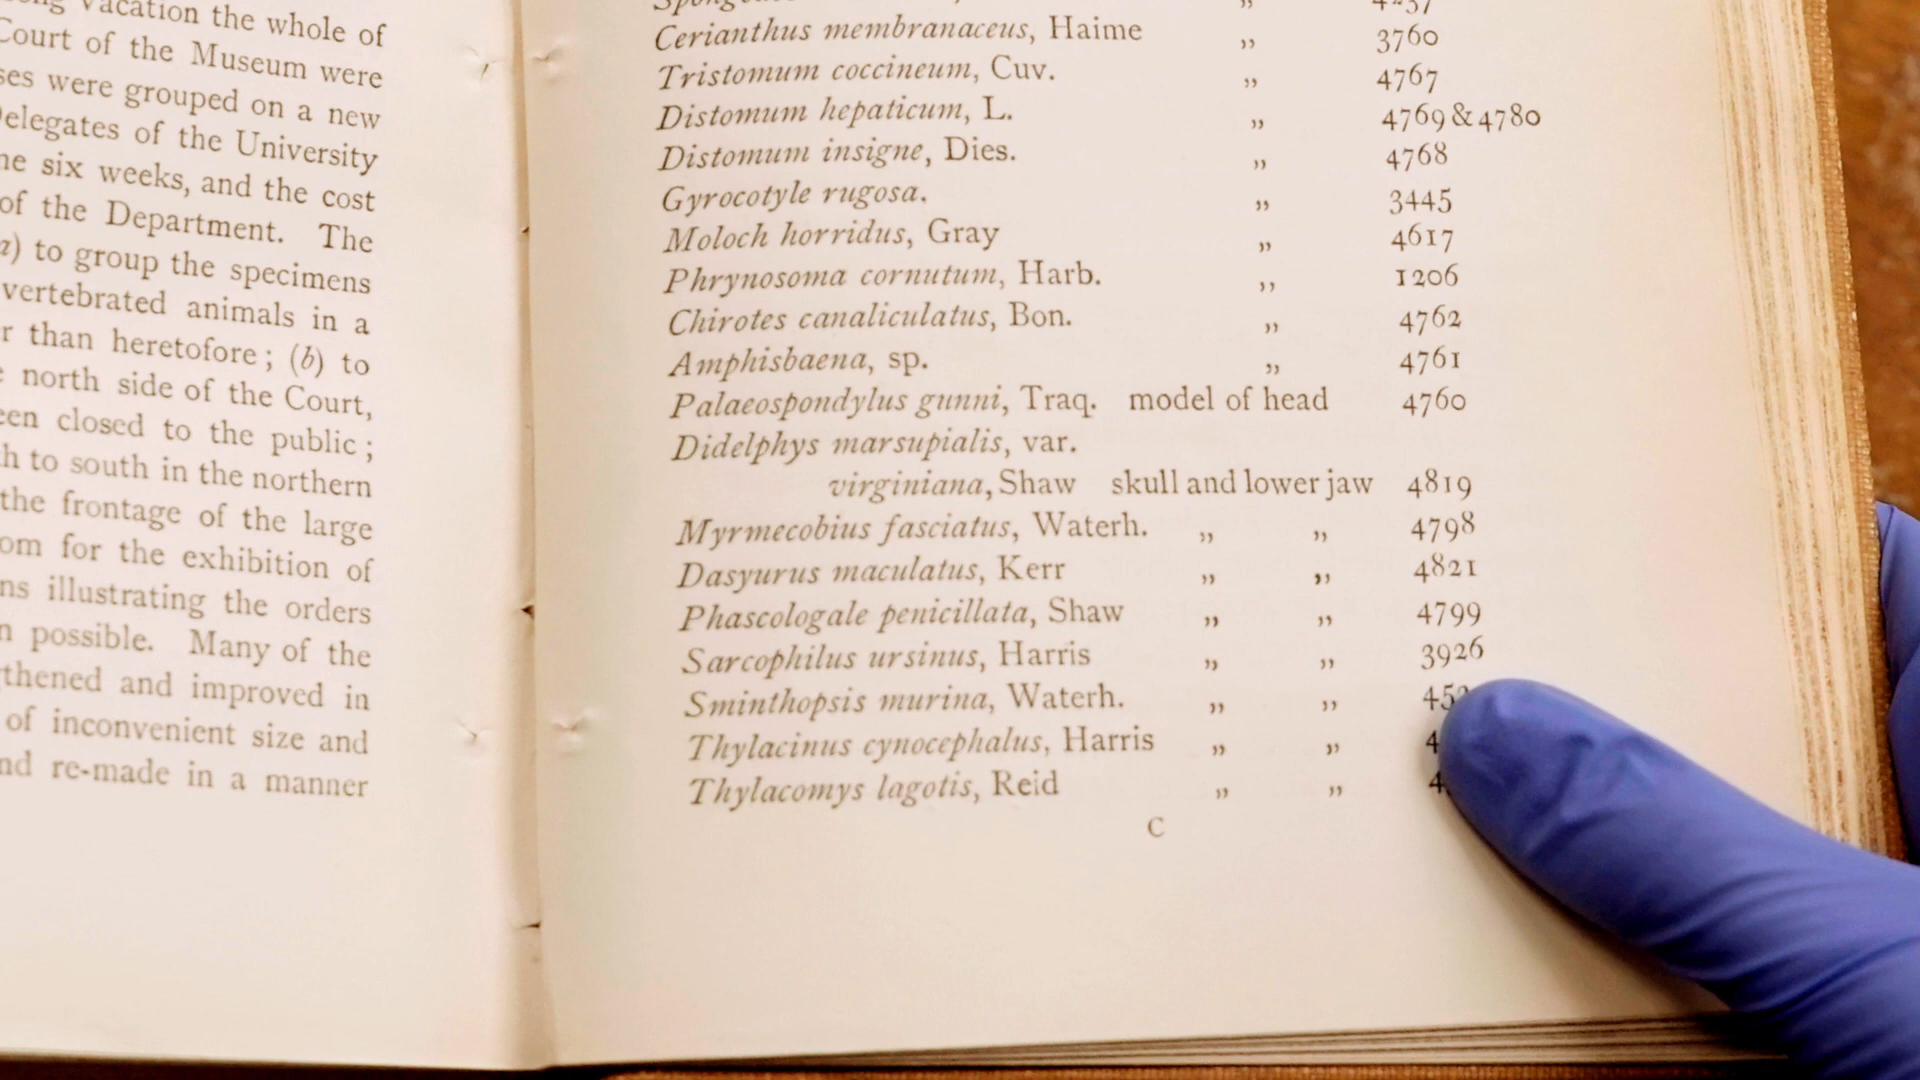 Vacation the whole of
Court of the Museum were
were grouped on a new
Delegates of the University
six weeks, and the cost
of the Department. The
to group the specimens
vertebrated animals in a
than heretofore; (b) to
north side of the Court,
closed to the public;
to south in the northern
the frontage of the large
for the exhibition of
illustrating the orders
possible. Many of the
and improved in
of inconvenient size and
re-made in a manner
Cerianthus membranaceus, Haime ,, 3760
Tristomum coccineum, Cuv. ,, 4767
Distomum hepaticum, L. ,, 4769 & 4780
Distomum insigne, Dies. ,, 4768
Gyrocotyle rugosa. ,, 3445
Moloch horridus, Gray ,, 4617
Phrynosoma cornutum, Harb. ,, 1206
Chirotes canaliculatus, Bon. ,, 4762
Amphisbaena, sp. ,, 4761
Palaeospondylus gunni, Traq. model of head 4760
Didelphys marsupialis, var.
virginiana, Shaw skull and lower jaw 4819
Myrmecobius fasciatus, Waterh. ,, ,, 4798
Dasyurus maculatus, Kerr ,, ,, 4821
Phascologale penicillata, Shaw ,, ,, 4799
Sarcophilus ursinus, Harris ,, ,, 3926
Sminthopsis murina, Waterh. ,, ,,
Thylacinus cynocephalus, Harris ,, ,,
Thylacomys lagotis, Reid ,, ,,
C